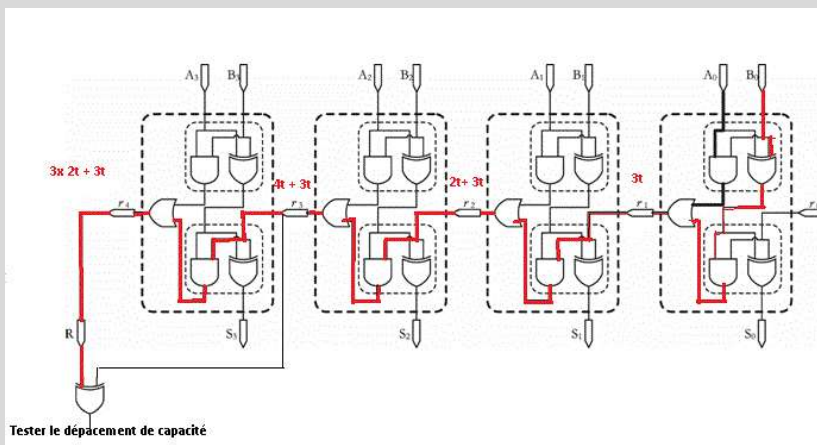 A3 B3 A2 B2 A1 B1 A0 B0
3x 2t + 3t 4t + 3t 2t+ 3t 3t
r4 r3 r2 r1
R S3 S2 S1 S0
Tester le dépacement de capacité